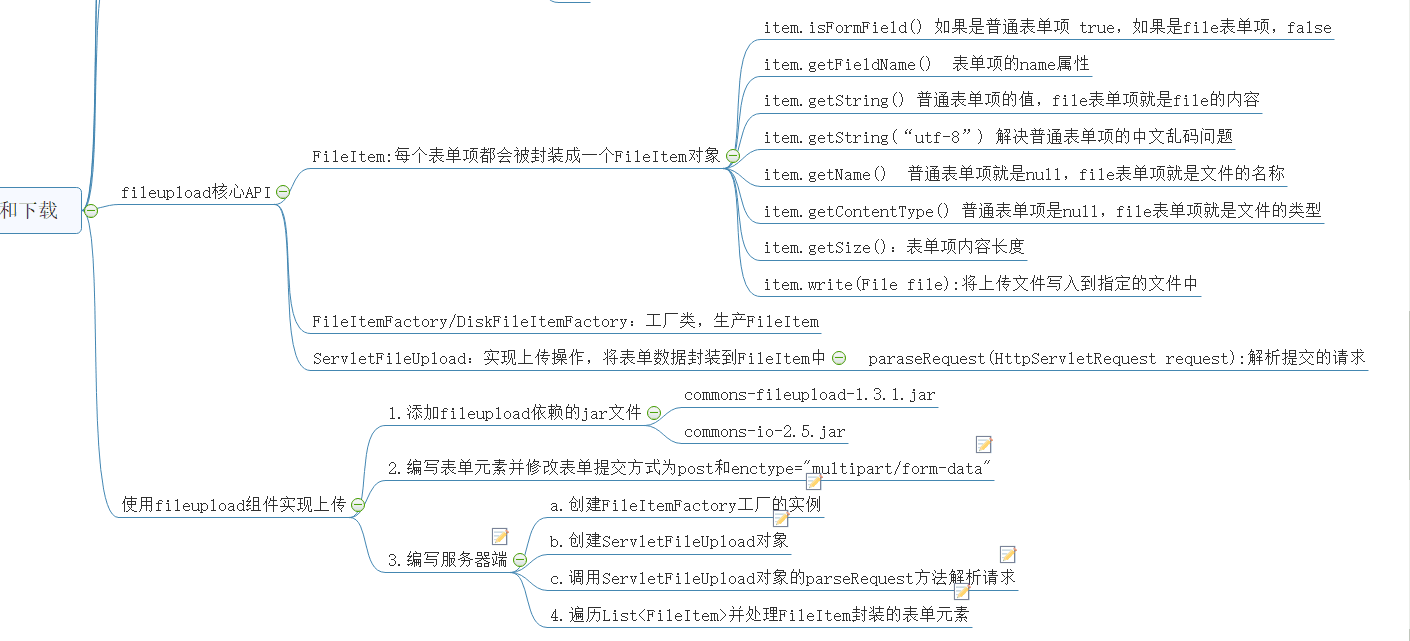 和下载
fileupload核心API
FileItem:每个表单项都会被封装成一个FileItem对象
item.isFormField() 如果是普通表单项 true，如果是file表单项，false
item.getFieldName() 表单项的name属性
item.getString() 普通表单项的值，file表单项就是file的内容
item.getString(“utf-8”) 解决普通表单项的中文乱码问题
item.getName() 普通表单项就是null，file表单项就是文件的名称
item.getContentType() 普通表单项是null，file表单项就是文件的类型
item.getSize()：表单项内容长度
item.write(File file):将上传文件写入到指定的文件中
FileItemFactory/DiskFileItemFactory：工厂类，生产FileItem
ServletFileUpload：实现上传操作，将表单数据封装到FileItem中
paraseRequest(HttpServletRequest request):解析提交的请求
使用fileupload组件实现上传
1.添加fileupload依赖的jar文件
commons-fileupload-1.3.1.jar
commons-io-2.5.jar
2.编写表单元素并修改表单提交方式为post和enctype="multipart/form-data"
3.编写服务器端
a.创建FileItemFactory工厂的实例
b.创建ServletFileUpload对象
c.调用ServletFileUpload对象的parseRequest方法解析请求
4.遍历List<FileItem>并处理FileItem封装的表单元素